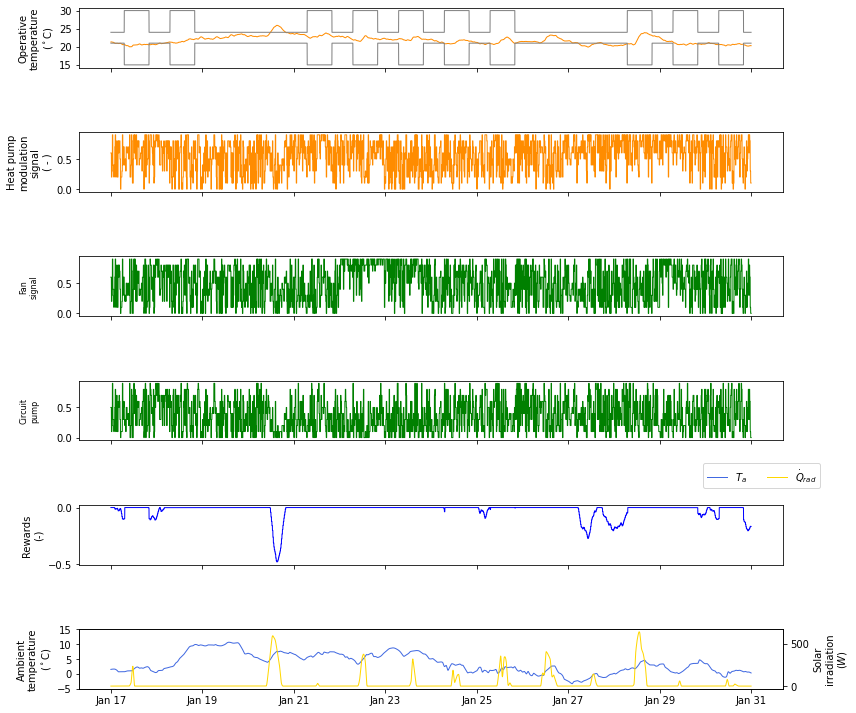 Operative
temperature
(°C)
30
25
20
15
Heat pump
modulation
signal
( - )
0.5
0.0
Fan
signal
0.5
0.0
Circuit
pump
0.5
0.0
T_a Q̇_rad
Rewards
(-)
0.0
−0.5
Ambient
temperature
(°C)
15
10
5
0
−5
500
0
Solar
irradiation
(W)
Jan 17 Jan 19 Jan 21 Jan 23 Jan 25 Jan 27 Jan 29 Jan 31